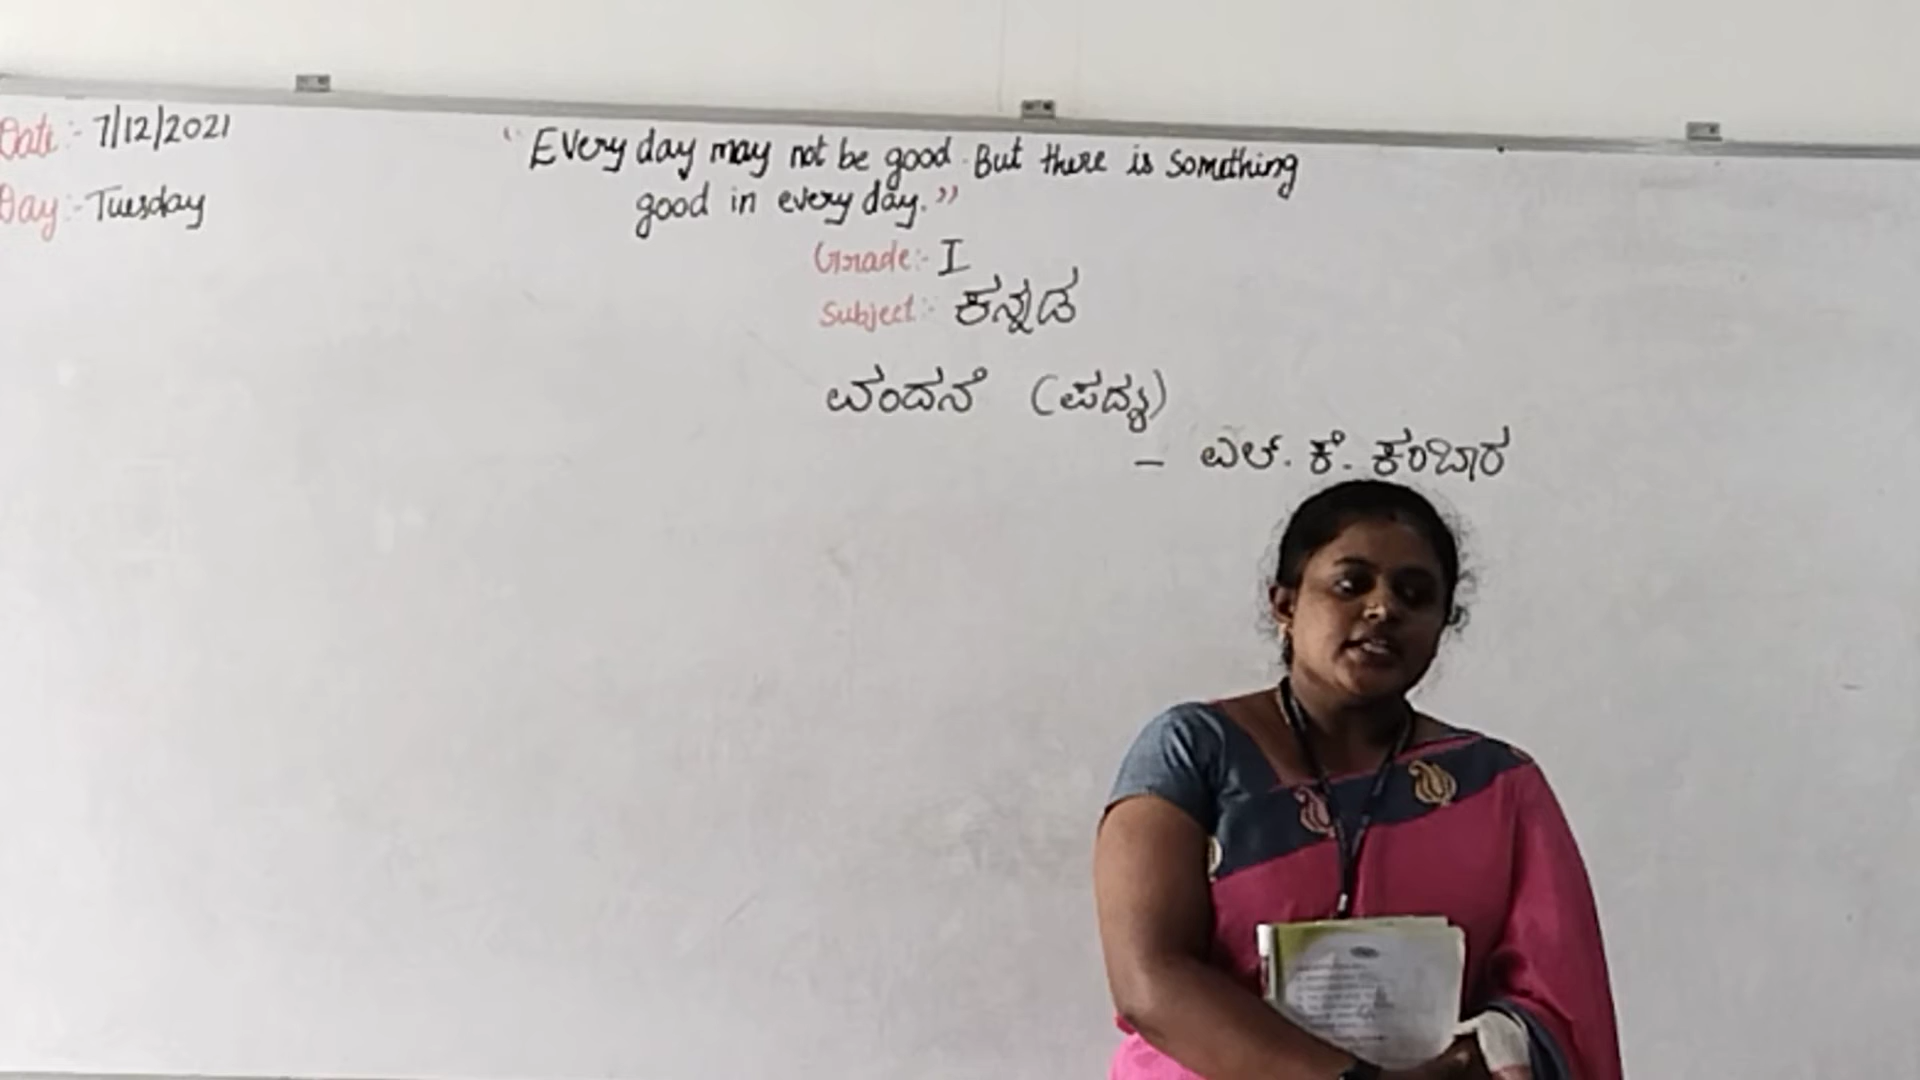 Date:- 7/12/2021
Day:- Tuesday
"Every day may not be good. But there is something
good in every day."
Grade:- I
Subject:- ಕನ್ನಡ
ವಂದನೆ (ಪದ್ಯ)
- ಎಲ್. ಕೆ. ಕಂಬಾರ